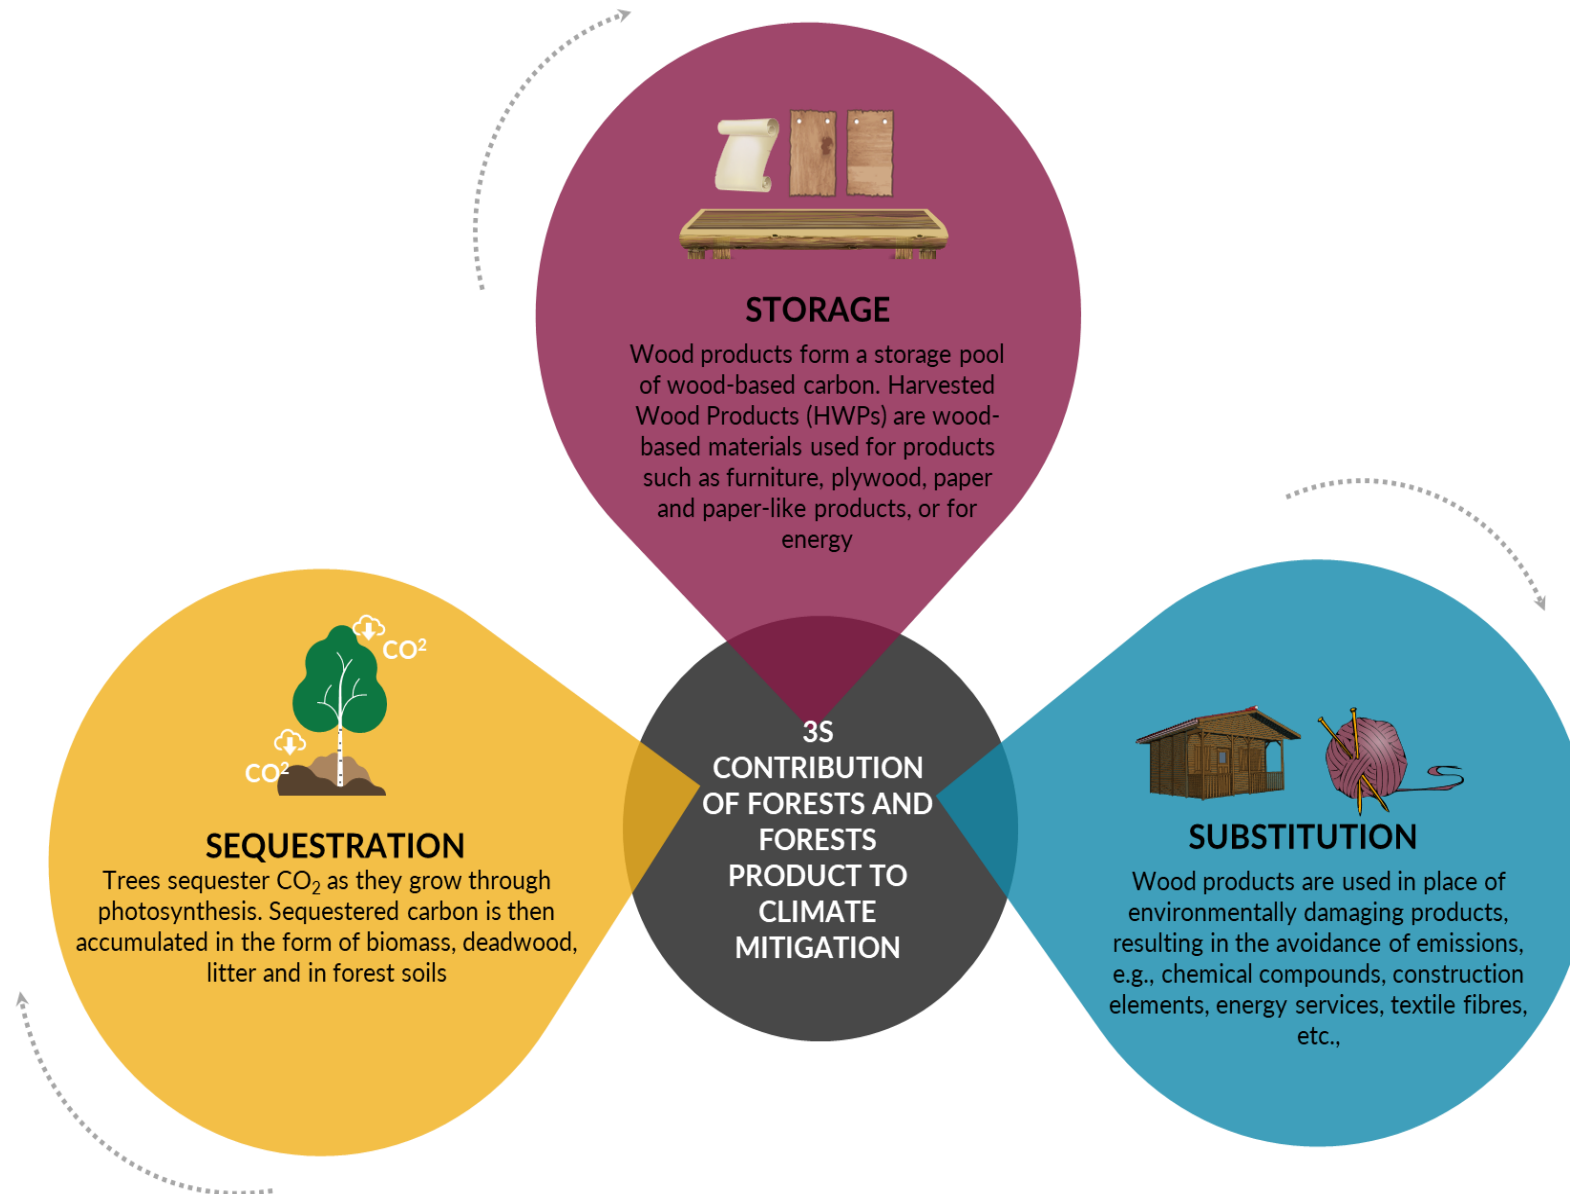 STORAGE
Wood products form a storage pool
of wood-based carbon. Harvested
Wood Products (HWPs) are wood-
based materials used for products
such as furniture, plywood, paper
and paper-like products, or for
energy
CO²
CO²
SEQUESTRATION
Trees sequester CO₂ as they grow through
photosynthesis. Sequestered carbon is then
accumulated in the form of biomass, deadwood,
litter and in forest soils
3S
CONTRIBUTION
OF FORESTS AND
FORESTS
PRODUCT TO
CLIMATE
MITIGATION
SUBSTITUTION
Wood products are used in place of
environmentally damaging products,
resulting in the avoidance of emissions,
e.g., chemical compounds, construction
elements, energy services, textile fibres,
etc.,